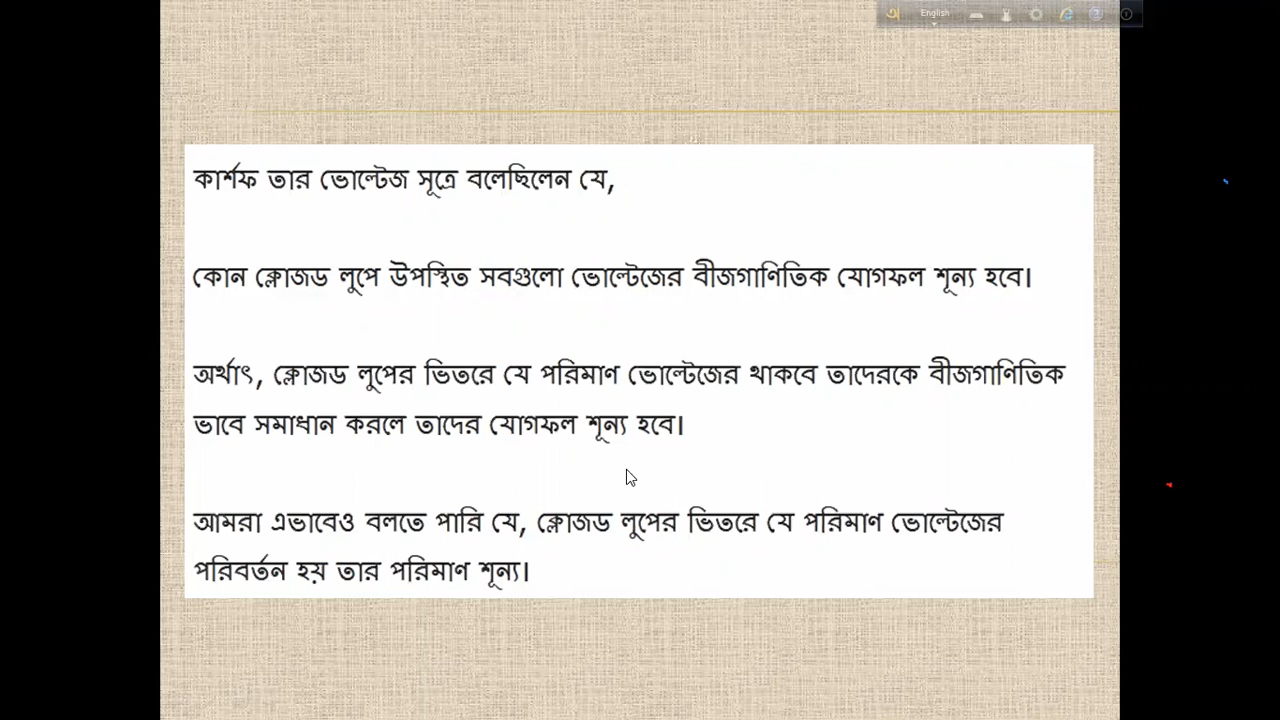 অ English
কার্শফ তার ভোল্টেজ সূত্রে বলেছিলেন যে,
কোন ক্লোজড লুপে উপস্থিত সবগুলো ভোল্টেজের বীজগাণিতিক যোগফল শূন্য হবে।
অর্থাৎ, ক্লোজড লুপের ভিতরে যে পরিমাণ ভোল্টেজের থাকবে তাদেরকে বীজগাণিতিক
ভাবে সমাধান করলে তাদের যোগফল শূন্য হবে।
আমরা এভাবেও বলতে পারি যে, ক্লোজড লুপের ভিতরে যে পরিমাণ ভোল্টেজের
পরিবর্তন হয় তার পরিমাণ শূন্য।